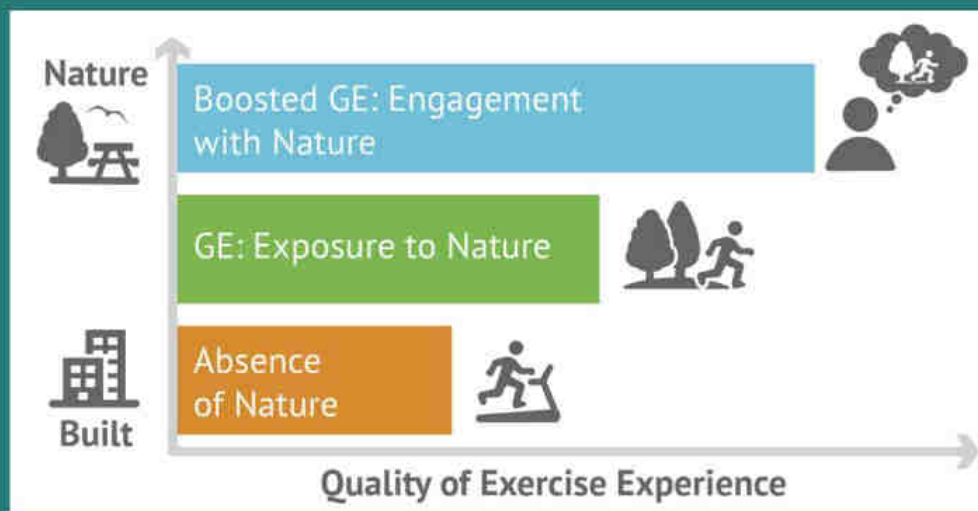 Nature
Boosted GE: Engagement
with Nature
GE: Exposure to Nature
Absence
of Nature
Built
Quality of Exercise Experience